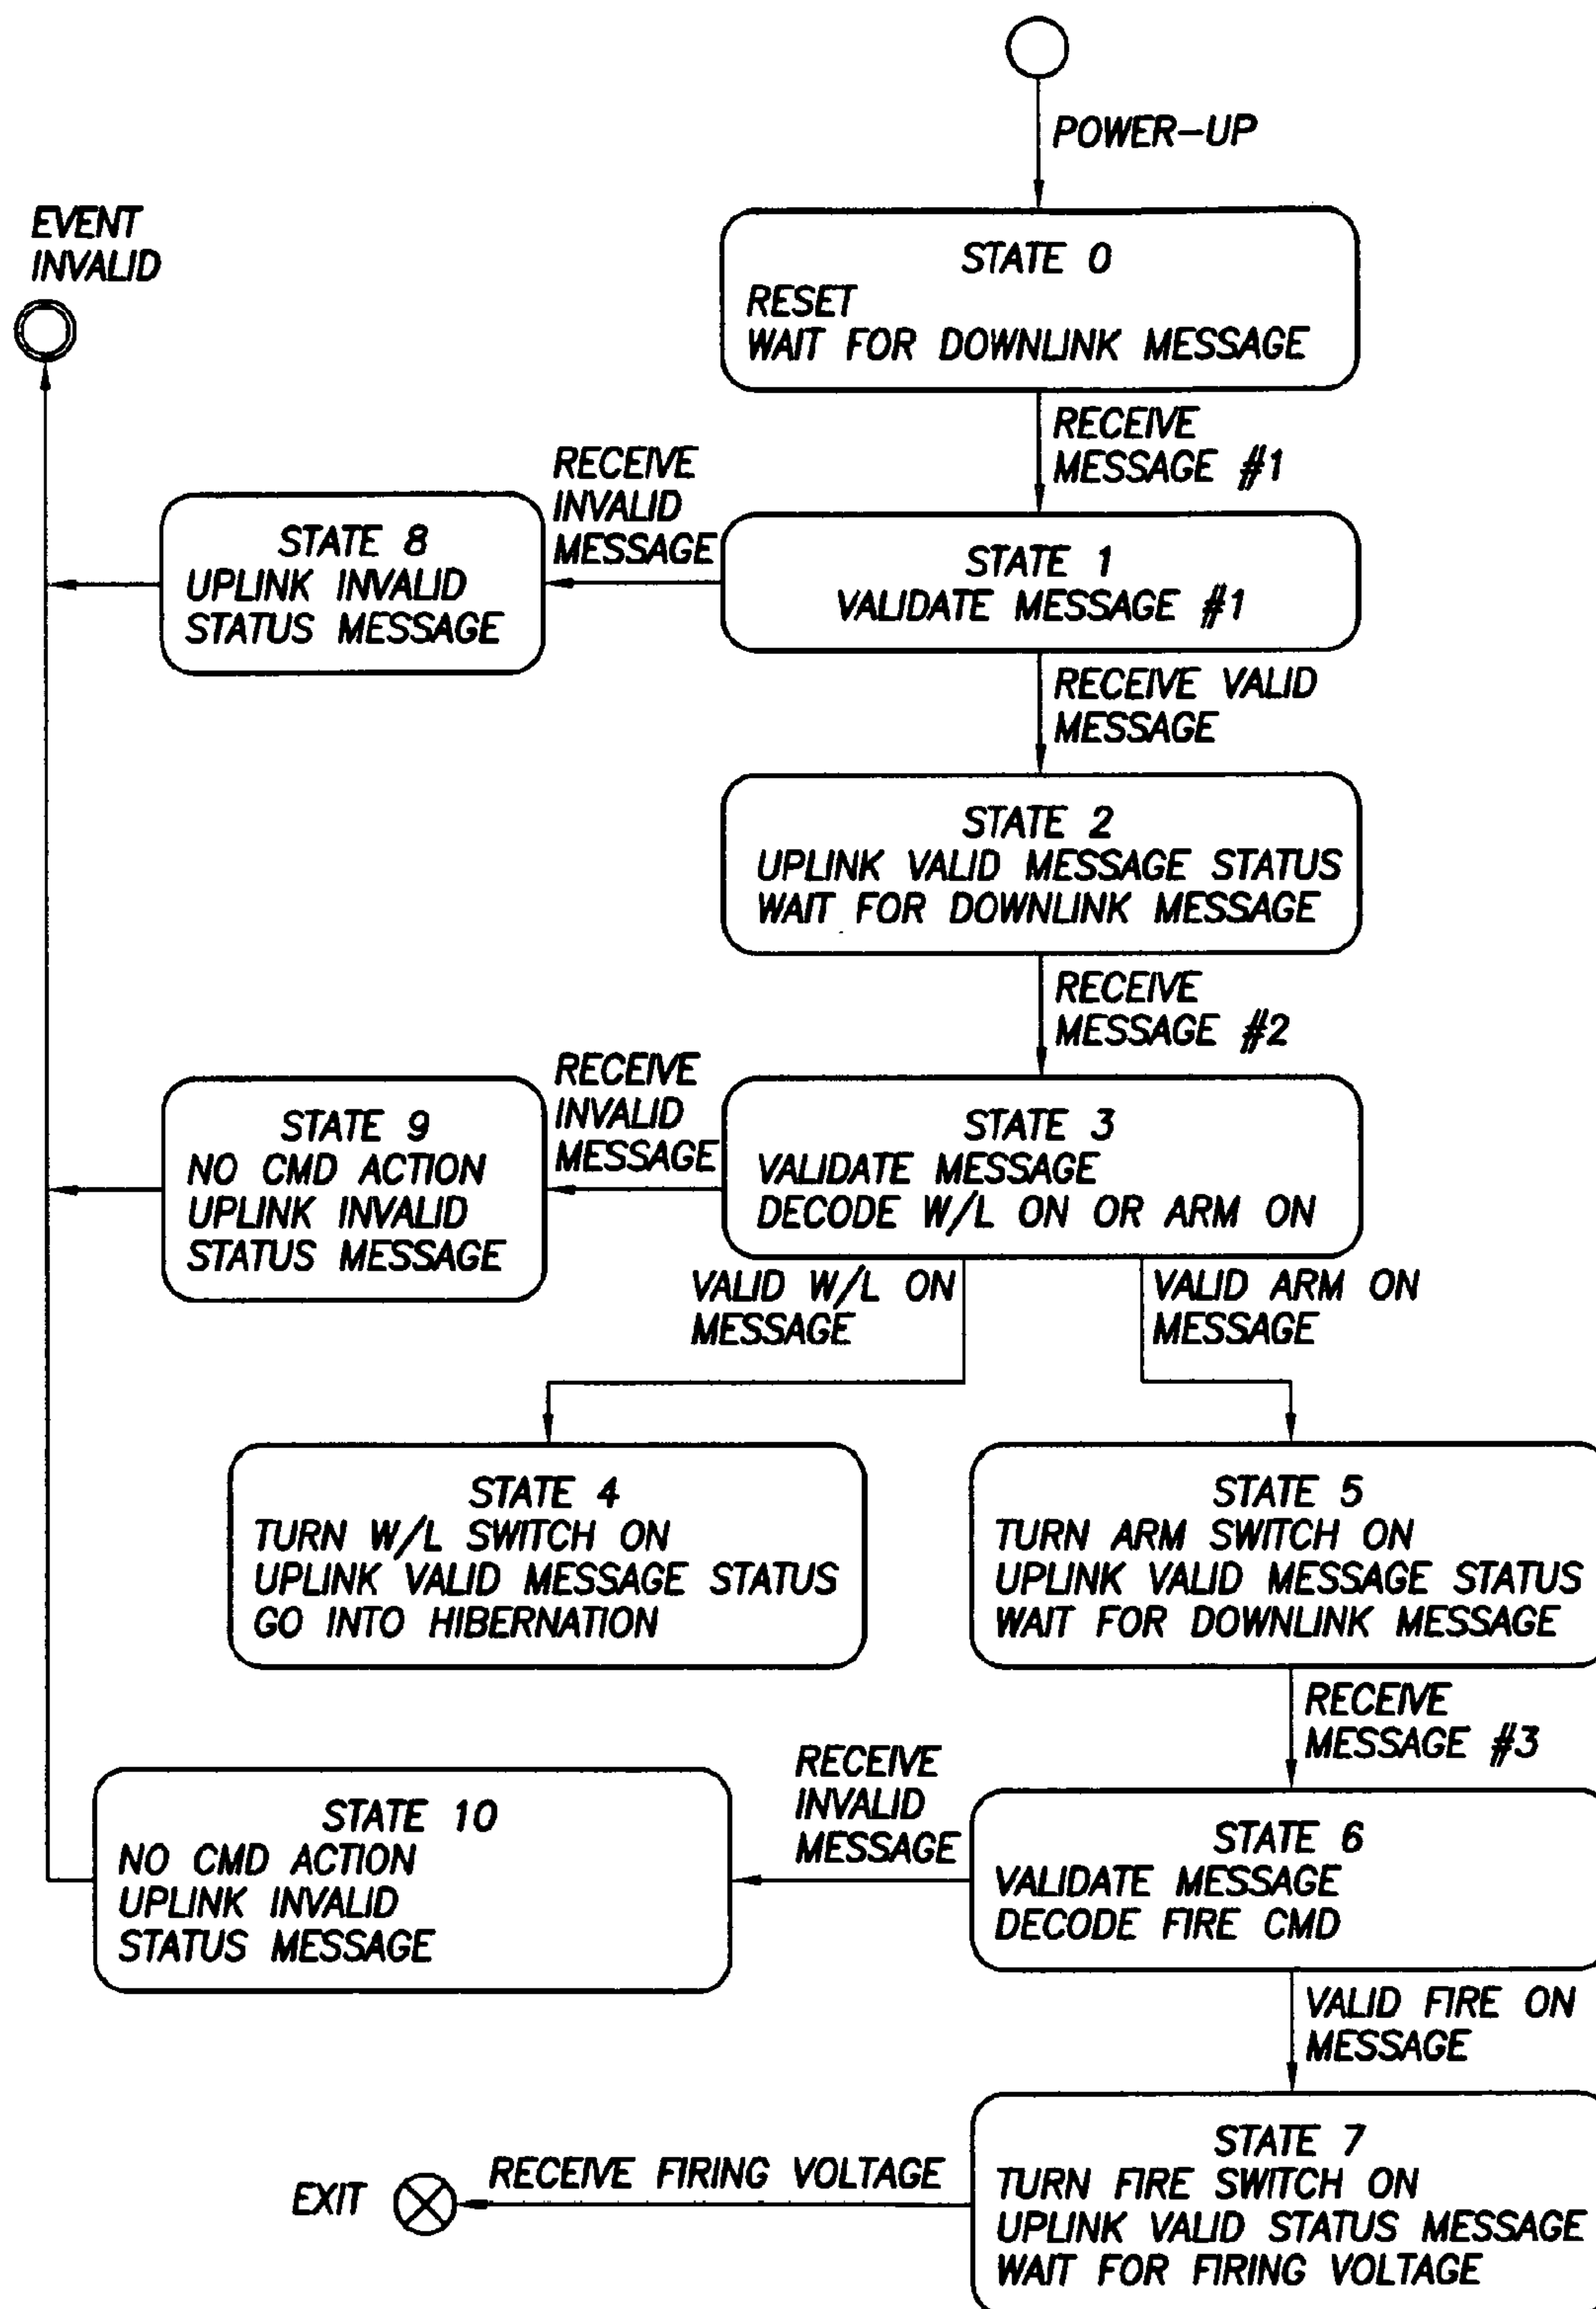 POWER-UP
EVENT
INVALID
STATE 0
RESET
WAIT FOR DOWNLINK MESSAGE
RECEIVE
MESSAGE #1
RECEIVE
INVALID
MESSAGE
STATE 8
UPLINK INVALID
STATUS MESSAGE
STATE 1
VALIDATE MESSAGE #1
RECEIVE VALID
MESSAGE
STATE 2
UPLINK VALID MESSAGE STATUS
WAIT FOR DOWNLINK MESSAGE
RECEIVE
MESSAGE #2
RECEIVE
INVALID
MESSAGE
STATE 9
NO CMD ACTION
UPLINK INVALID
STATUS MESSAGE
STATE 3
VALIDATE MESSAGE
DECODE W/L ON OR ARM ON
VALID W/L ON
MESSAGE
VALID ARM ON
MESSAGE
STATE 4
TURN W/L SWITCH ON
UPLINK VALID MESSAGE STATUS
GO INTO HIBERNATION
STATE 5
TURN ARM SWITCH ON
UPLINK VALID MESSAGE STATUS
WAIT FOR DOWNLINK MESSAGE
RECEIVE
MESSAGE #3
RECEIVE
INVALID
MESSAGE
STATE 10
NO CMD ACTION
UPLINK INVALID
STATUS MESSAGE
STATE 6
VALIDATE MESSAGE
DECODE FIRE CMD
VALID FIRE ON
MESSAGE
STATE 7
TURN FIRE SWITCH ON
UPLINK VALID STATUS MESSAGE
WAIT FOR FIRING VOLTAGE
RECEIVE FIRING VOLTAGE
EXIT